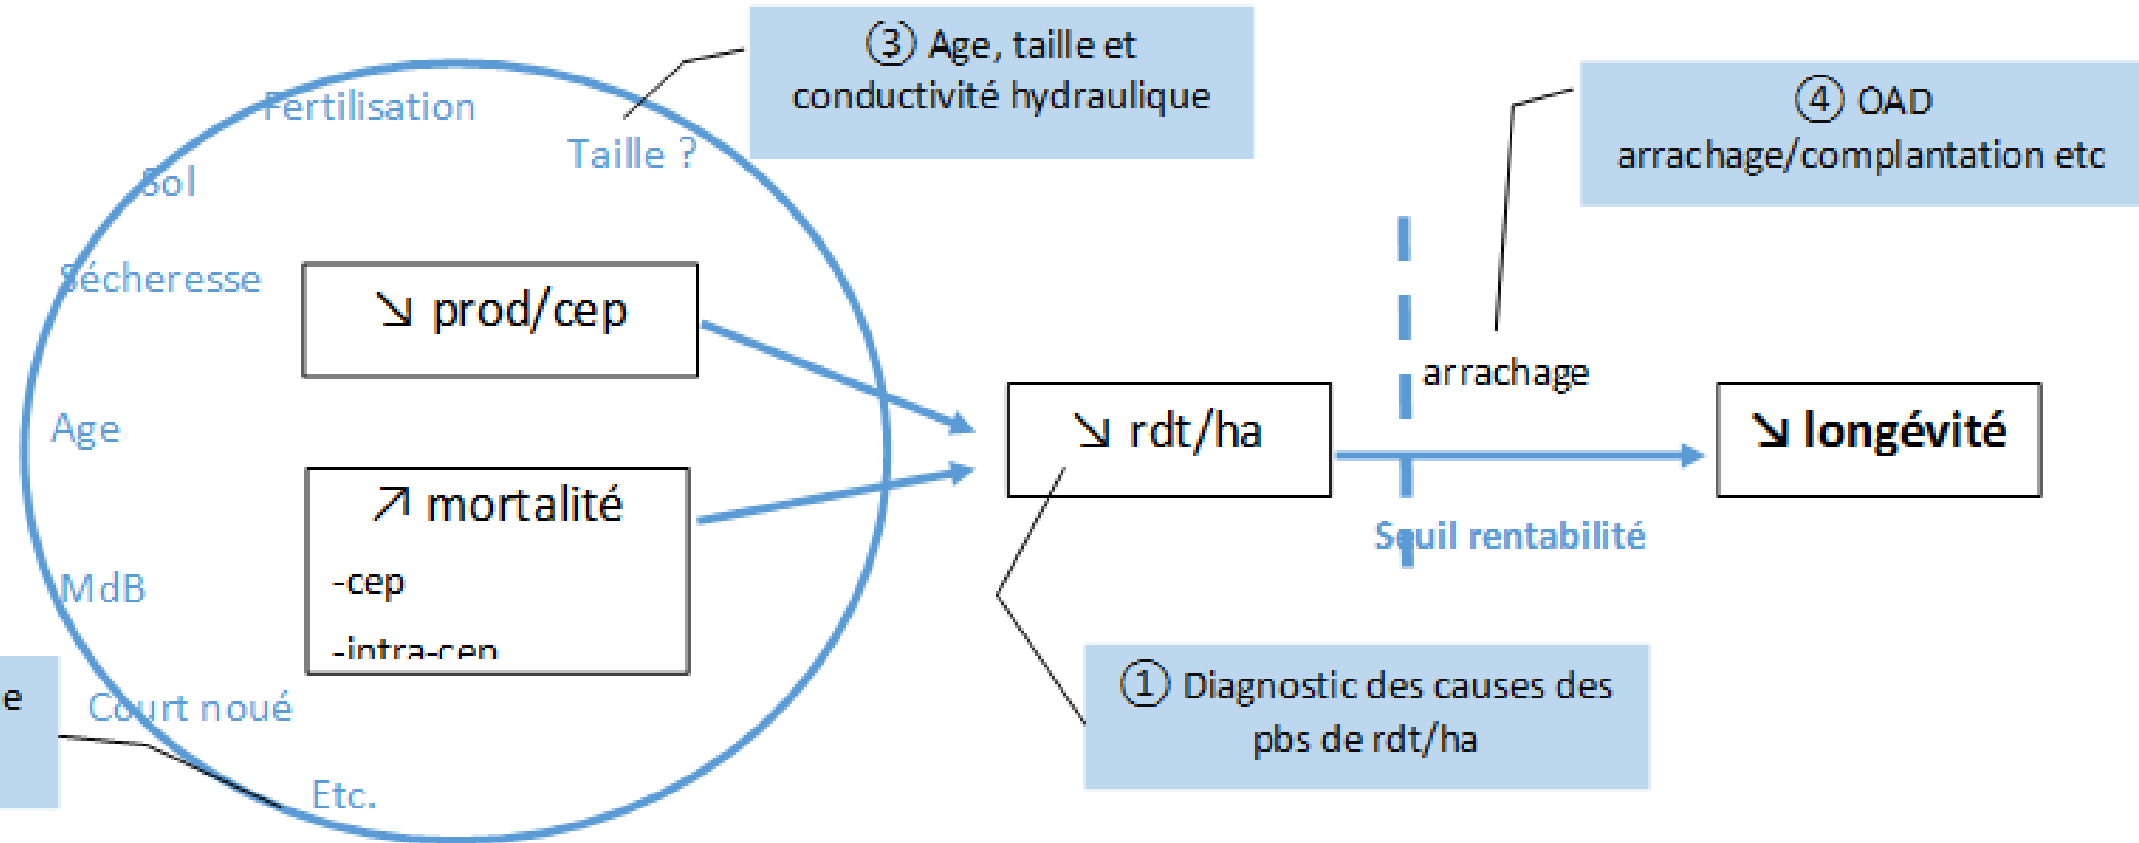 ③ Age, taille et
conductivité hydraulique
④ OAD
arrachage/complantation etc
Fertilisation
Taille ?
Sol
Sécheresse
↘ prod/cep
arrachage
Age
↘ rdt/ha
↘ longévité
↗ mortalité
-cep
-intra-cep
Seuil rentabilité
MdB
Court noué
Etc.
① Diagnostic des causes des
pbs de rdt/ha
e